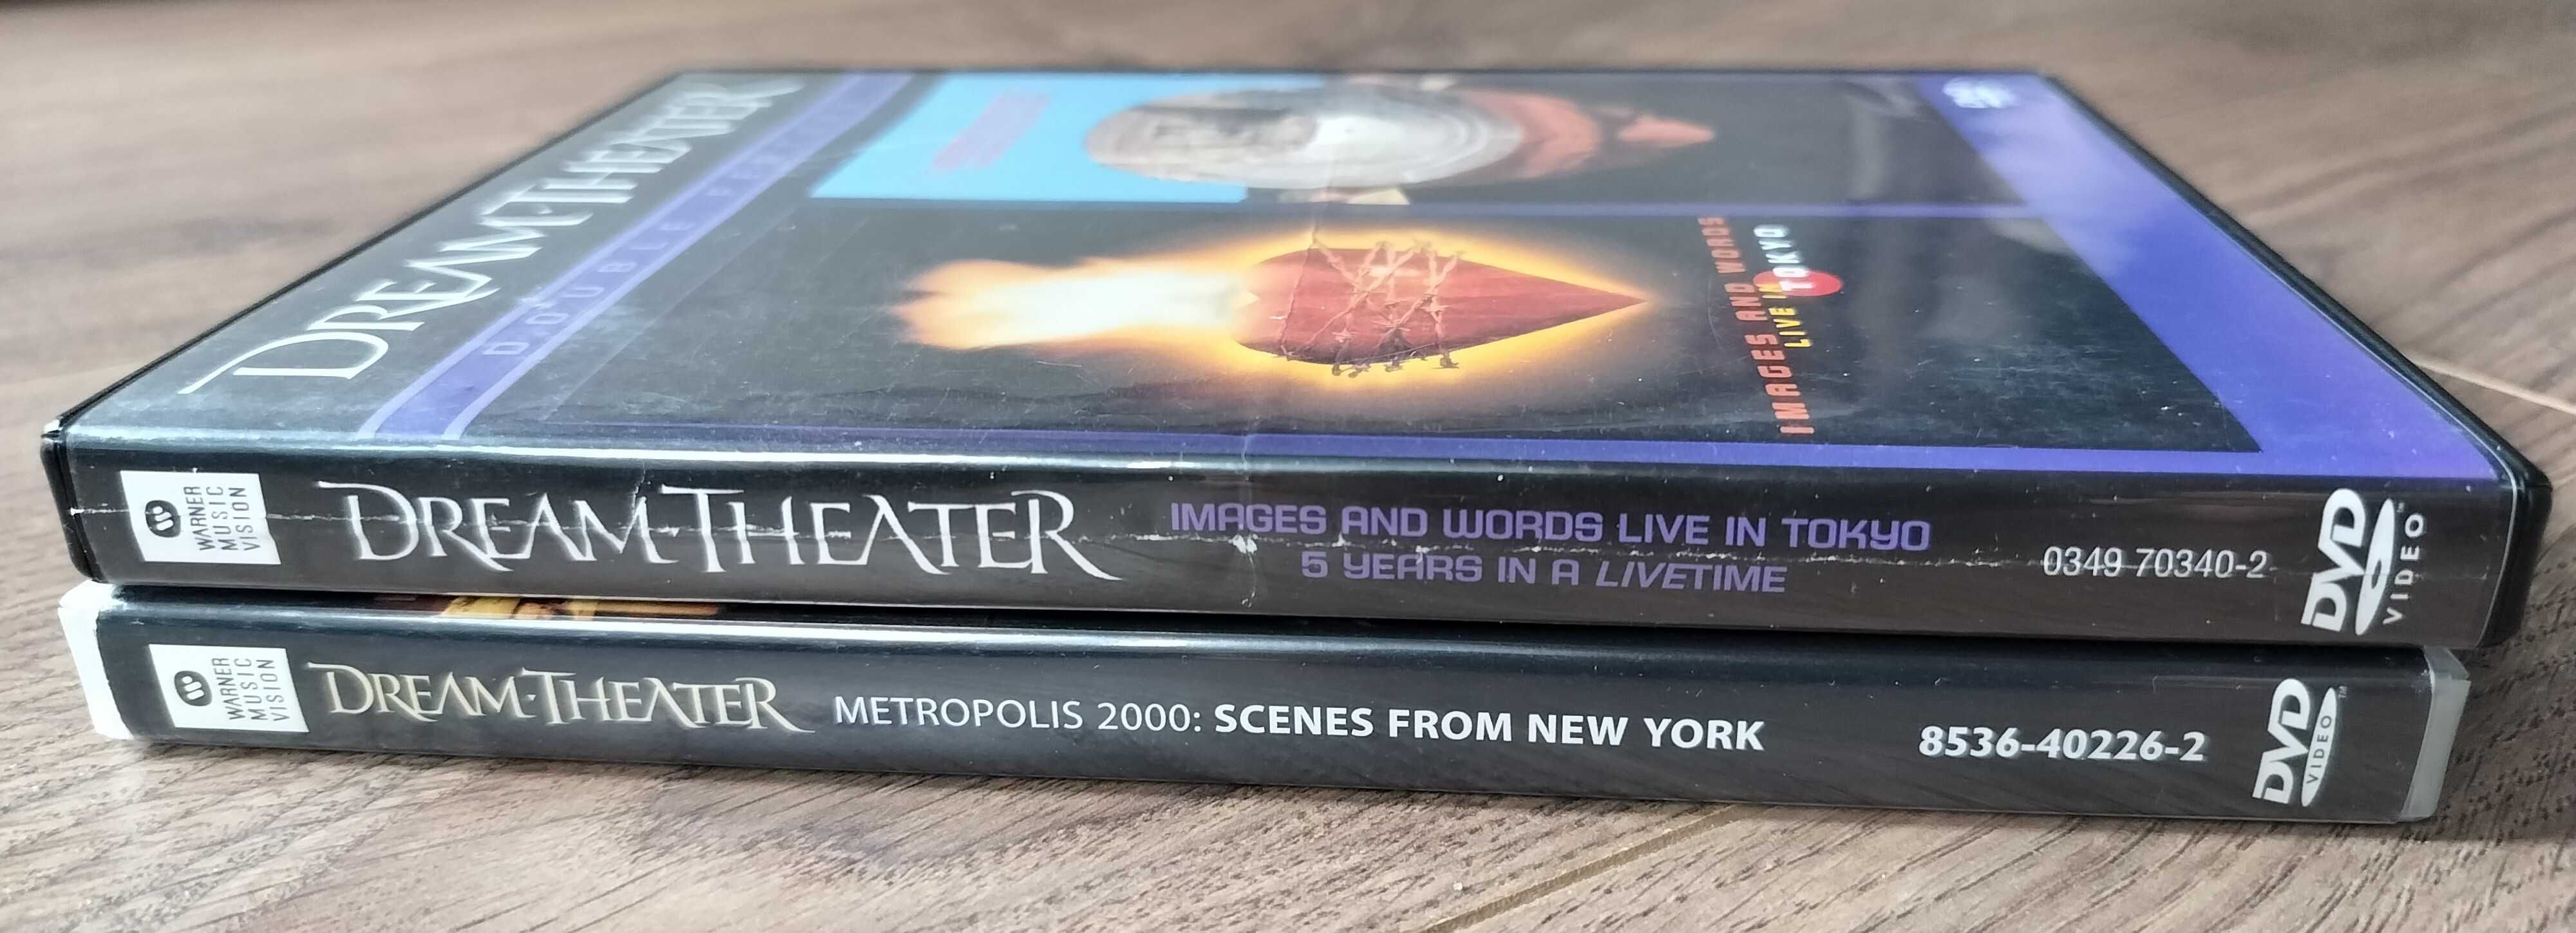 DREAM THEATER
DOUBLE
IMAGES AND WORDS
LIVE IN TOKYO
WARNER
MUSIC
VISION
DREAM THEATER
IMAGES AND WORDS LIVE IN TOKYO
5 YEARS IN A LIVETIME
0349 70340-2
DVD
VIDEO
WARNER
MUSIC
VISION
DREAM THEATER
METROPOLIS 2000: SCENES FROM NEW YORK
8536-40226-2
DVD
VIDEO
TM